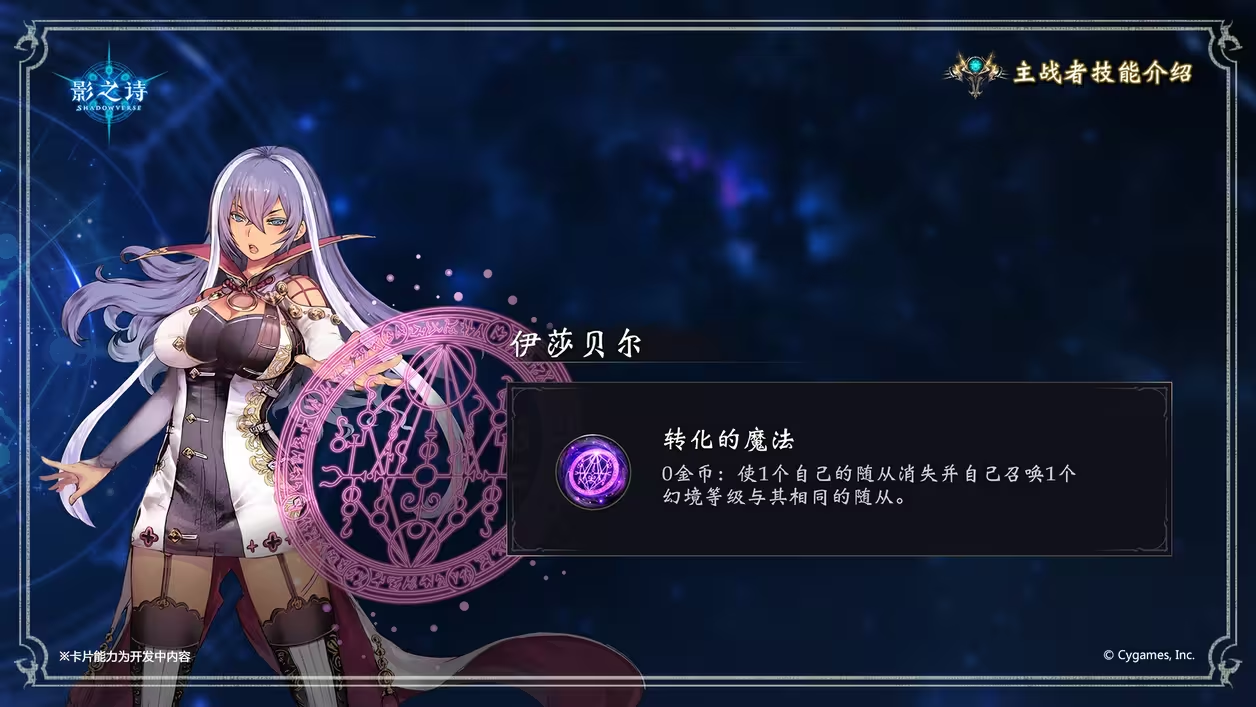 影之诗
SHADOWVERSE
主战者技能介绍
伊莎贝尔
转化的魔法
0金币：使1个自己的随从消失并自己召唤1个
幻境等级与其相同的随从。
※卡片能力为开发中内容
© Cygames, Inc.